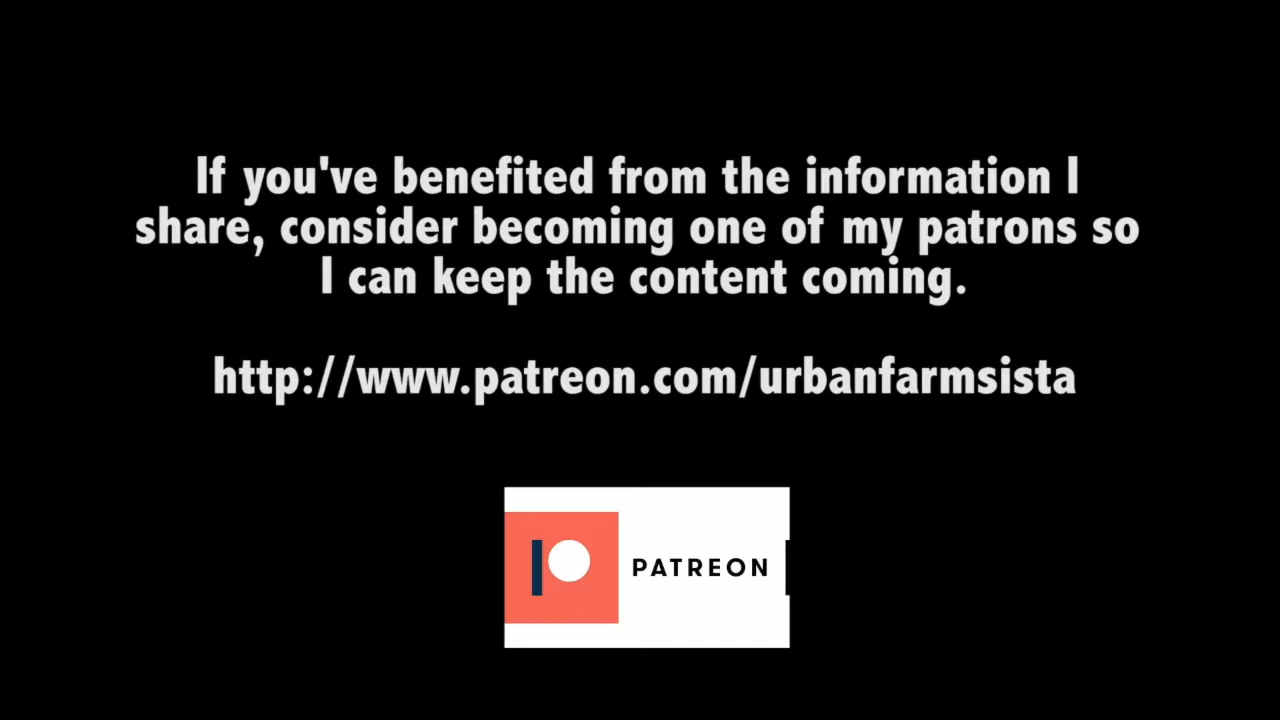 If you've benefited from the information I
share, consider becoming one of my patrons so
I can keep the content coming.
http://www.patreon.com/urbanfarmsista
PATREON